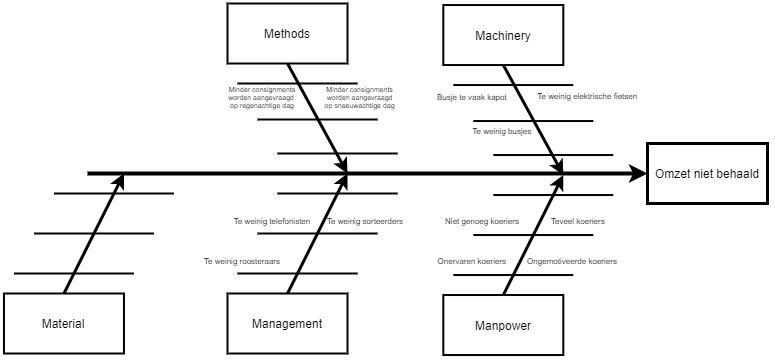 Methods
Machinery
Minder consignments
worden aangevraagd
op regenachtige dag
Minder consignments
worden aangevraagd
op sneeuwachtige dag
Busje te vaak kapot
Te weinig elektrische fietsen
Te weinig busjes
Omzet niet behaald
Te weinig telefonisten
Te weinig sorteerders
Niet genoeg koeriers
Teveel koeriers
Te weinig roosteraars
Onervaren koeriers
Ongemotiveerde koeriers
Material
Management
Manpower